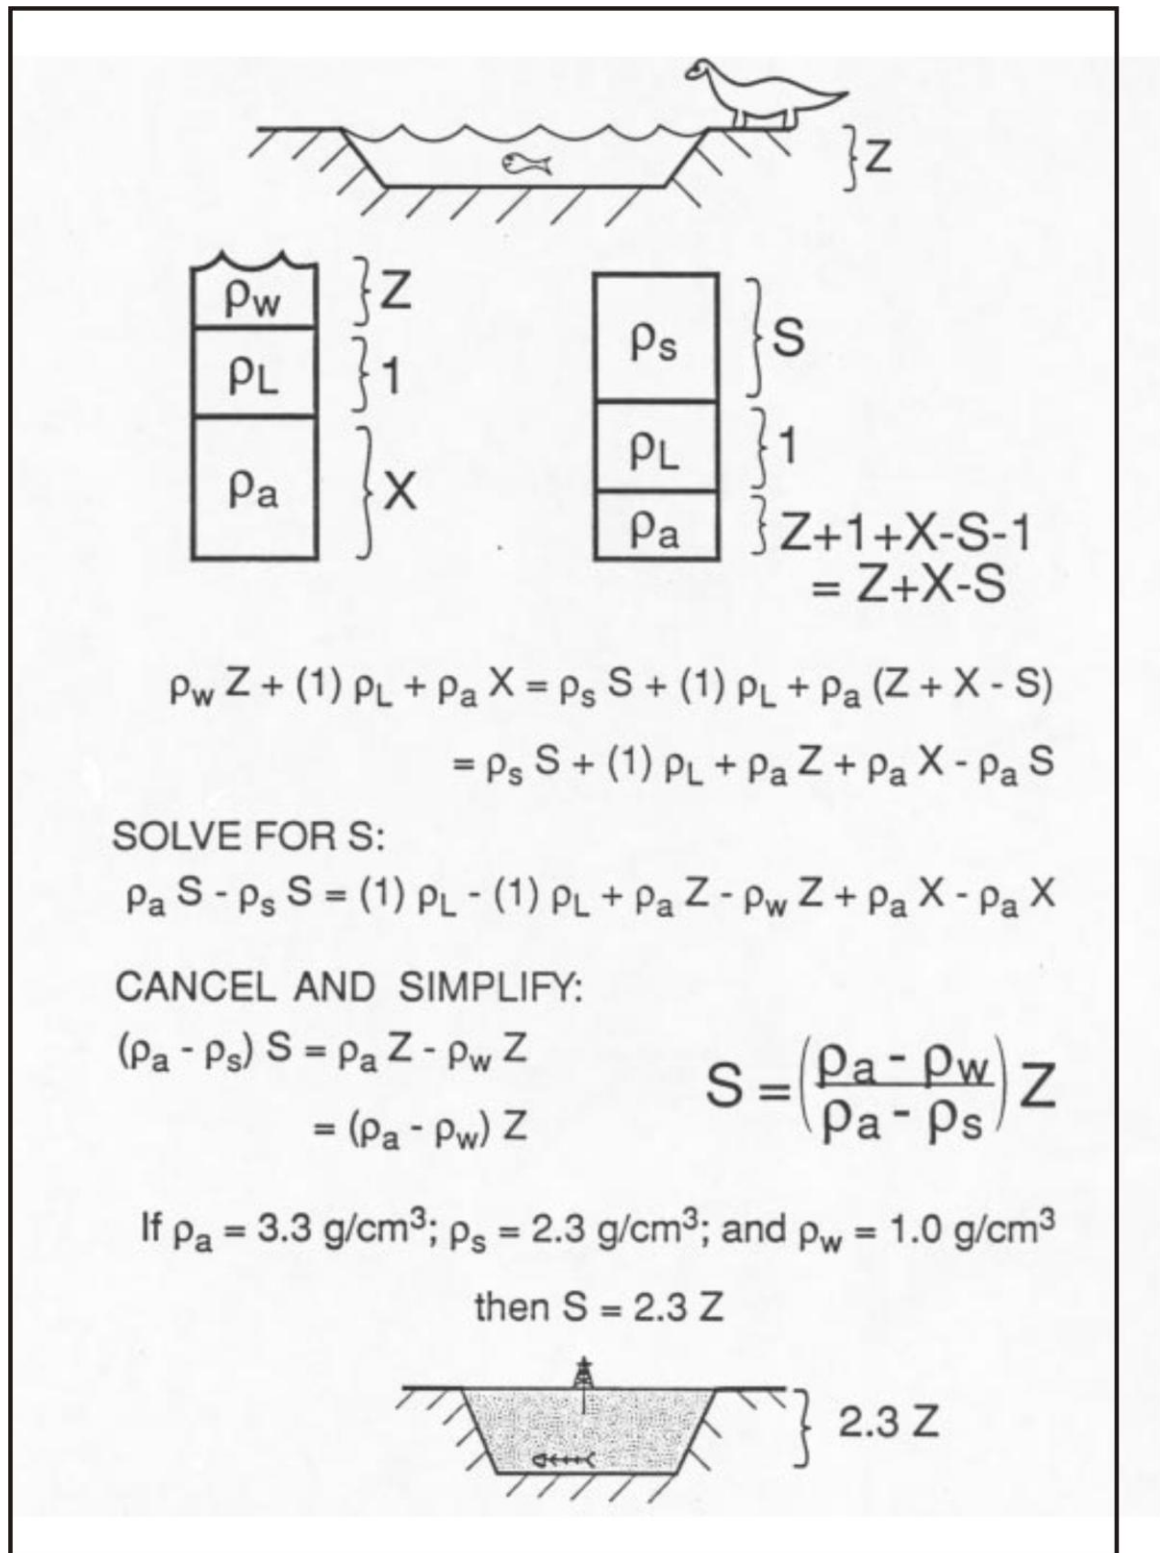 Z
ρw
Z
ρL
1
ρa
X
ρs
S
ρL
1
ρa
Z+1+X-S-1
= Z+X-S
ρw Z + (1) ρL + ρa X = ρs S + (1) ρL + ρa (Z + X - S)
= ρs S + (1) ρL + ρa Z + ρa X - ρa S
SOLVE FOR S:
ρa S - ρs S = (1) ρL - (1) ρL + ρa Z - ρw Z + ρa X - ρa X
CANCEL AND SIMPLIFY:
(ρa - ρs) S = ρa Z - ρw Z
= (ρa - ρw) Z
S = (ρa - ρw / ρa - ρs) Z
If ρa = 3.3 g/cm³; ρs = 2.3 g/cm³; and ρw = 1.0 g/cm³
then S = 2.3 Z
2.3 Z